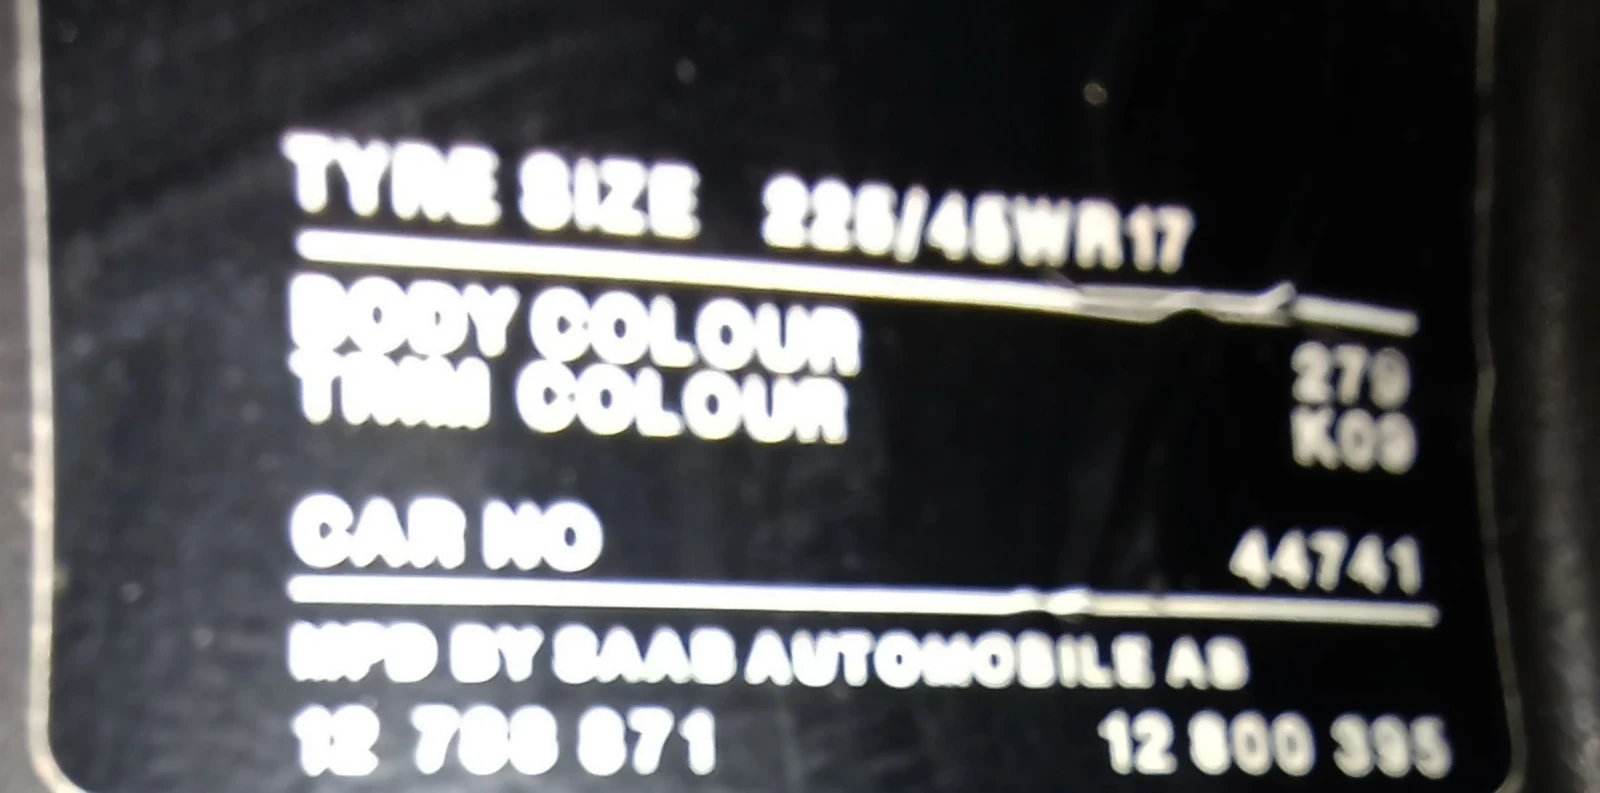 TYRE SIZE 225/45WR17
BODY COLOUR 279
TRIM COLOUR K09
CAR NO 44741
MFD BY SAAB AUTOMOBILE AB
12 871
12 800 395